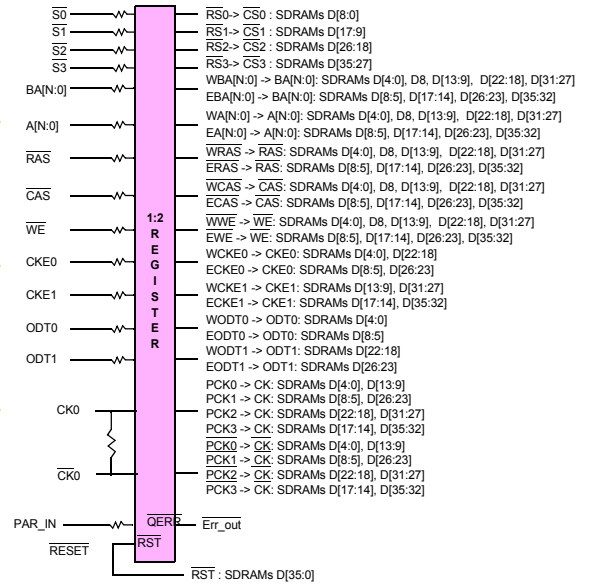 S0 RS0-> CS0 : SDRAMs D[8:0]
S1 RS1-> CS1 : SDRAMs D[17:9]
S2 RS2-> CS2 : SDRAMs D[26:18]
S3 RS3-> CS3 : SDRAMs D[35:27]
BA[N:0] WBA[N:0] -> BA[N:0]: SDRAMs D[4:0], D8, D[13:9], D[22:18], D[31:27]
EBA[N:0] -> BA[N:0]: SDRAMs D[8:5], D[17:14], D[26:23], D[35:32]
A[N:0] WA[N:0] -> A[N:0]: SDRAMs D[4:0], D8, D[13:9], D[22:18], D[31:27]
EA[N:0] -> A[N:0]: SDRAMs D[8:5], D[17:14], D[26:23], D[35:32]
RAS WRAS -> RAS: SDRAMs D[4:0], D8, D[13:9], D[22:18], D[31:27]
ERAS -> RAS: SDRAMs D[8:5], D[17:14], D[26:23], D[35:32]
CAS WCAS -> CAS: SDRAMs D[4:0], D8, D[13:9], D[22:18], D[31:27]
ECAS -> CAS: SDRAMs D[8:5], D[17:14], D[26:23], D[35:32]
WE WWE -> WE: SDRAMs D[4:0], D8, D[13:9], D[22:18], D[31:27]
EWE -> WE: SDRAMs D[8:5], D[17:14], D[26:23], D[35:32]
CKE0 WCKE0 -> CKE0: SDRAMs D[4:0], D[22:18]
ECKE0 -> CKE0: SDRAMs D[8:5], D[26:23]
CKE1 WCKE1 -> CKE1: SDRAMs D[13:9], D[31:27]
ECKE1 -> CKE1: SDRAMs D[17:14], D[35:32]
ODT0 WODT0 -> ODT0: SDRAMs D[4:0]
EODT0 -> ODT0: SDRAMs D[8:5]
ODT1 WODT1 -> ODT1: SDRAMs D[22:18]
EODT1 -> ODT1: SDRAMs D[26:23]
1:2
R
E
G
I
S
T
E
R
CK0 PCK0 -> CK: SDRAMs D[4:0], D[13:9]
PCK1 -> CK: SDRAMs D[8:5], D[26:23]
PCK2 -> CK: SDRAMs D[22:18], D[31:27]
PCK3 -> CK: SDRAMs D[17:14], D[35:32]
PCK0 -> CK: SDRAMs D[4:0], D[13:9]
PCK1 -> CK: SDRAMs D[8:5], D[26:23]
CK0 PCK2 -> CK: SDRAMs D[22:18], D[31:27]
PCK3 -> CK: SDRAMs D[17:14], D[35:32]
PAR_IN QERR Err_out
RESET RST
RST : SDRAMs D[35:0]